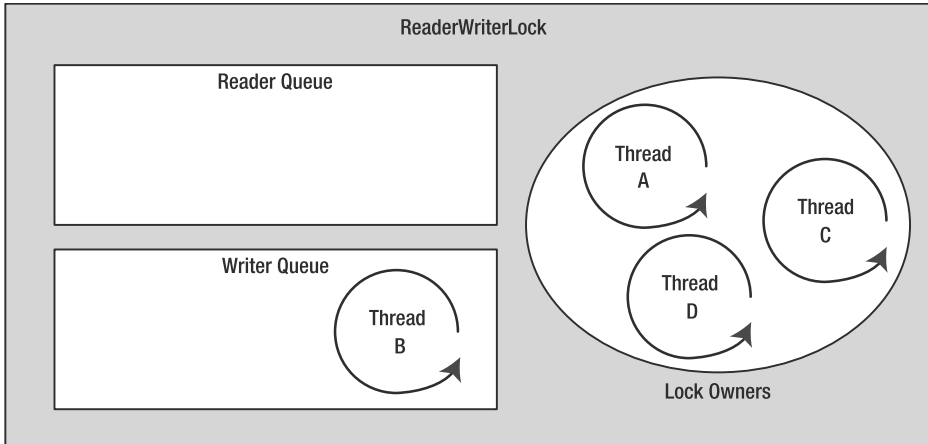 ReaderWriterLock
Reader Queue
Writer Queue
Thread
B
Thread
A
Thread
C
Thread
D
Lock Owners